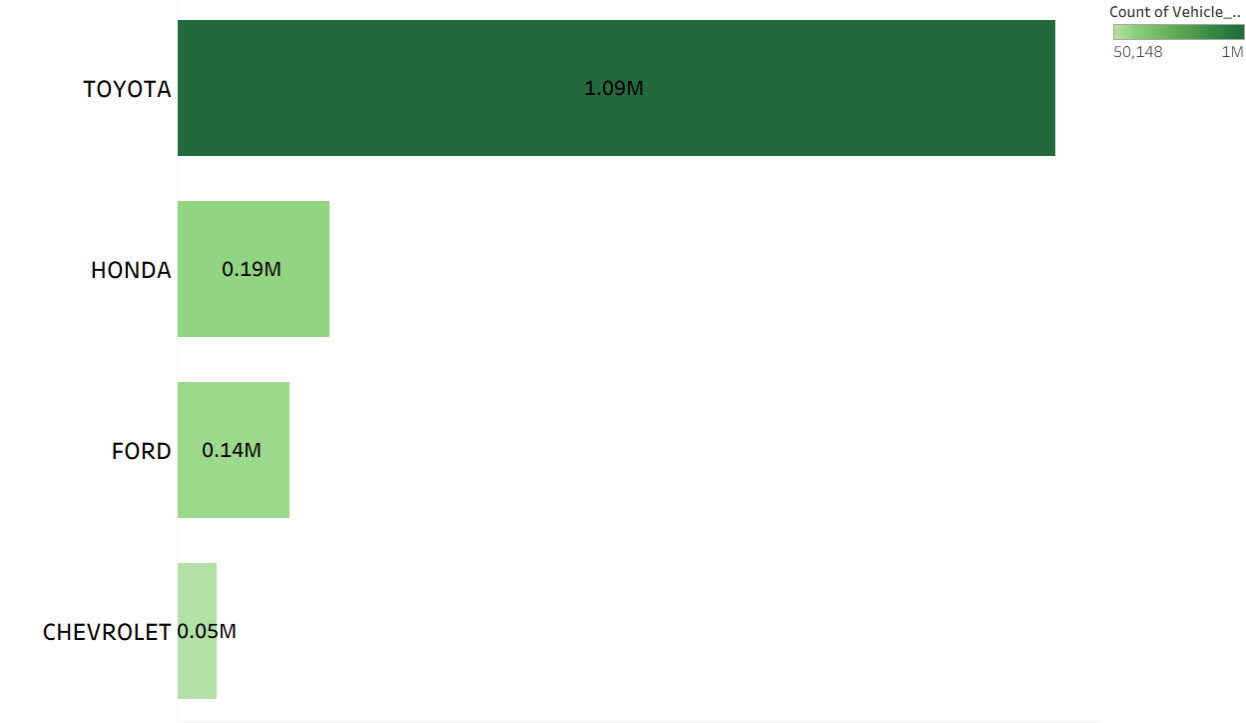 Count of Vehicle_..
50,148 1M
TOYOTA 1.09M
HONDA 0.19M
FORD 0.14M
CHEVROLET 0.05M